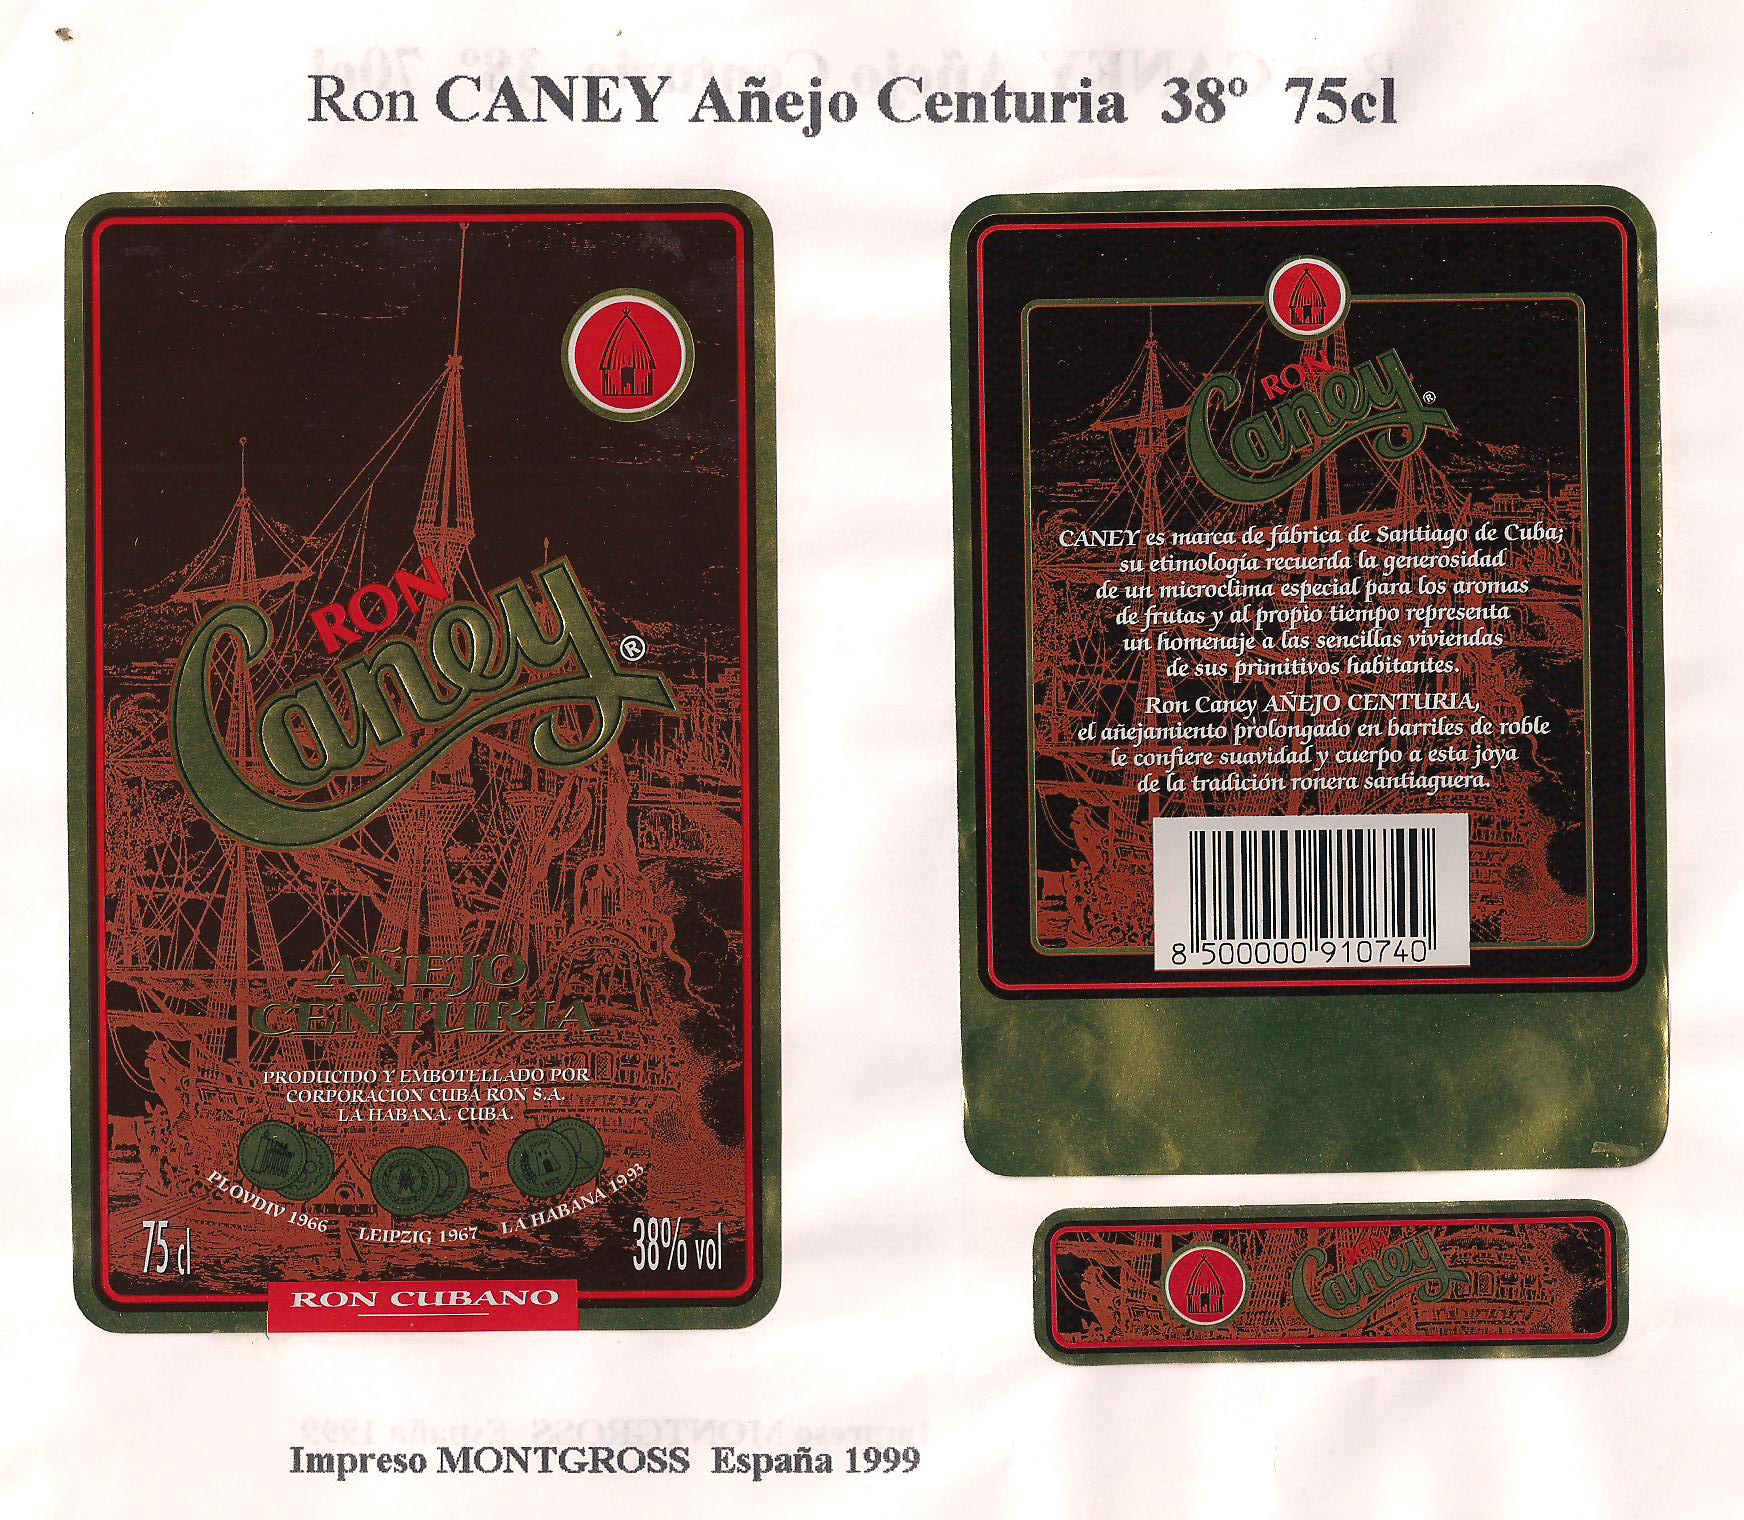 Ron CANEY Añejo Centuria 38º 75cl
RON
Caney®
AÑEJO
CENTURIA
PRODUCIDO Y EMBOTELLADO POR
CORPORACIÓN CUBA RON S.A.
LA HABANA. CUBA.
PLOVDIV 1966
LEIPZIG 1967
LA HABANA 1993
75 cl
38% vol
RON CUBANO
RON
Caney®
CANEY es marca de fábrica de Santiago de Cuba;
su etimología recuerda la generosidad
de un microclima especial para los aromas
de frutas y al propio tiempo representa
un homenaje a las sencillas viviendas
de sus primitivos habitantes.
Ron Caney AÑEJO CENTURIA,
el añejamiento prolongado en barriles de roble
le confiere suavidad y cuerpo a esta joya
de la tradición ronera santiaguera.
8 500000 910740
RON
Caney
Impreso MONTGROSS España 1999